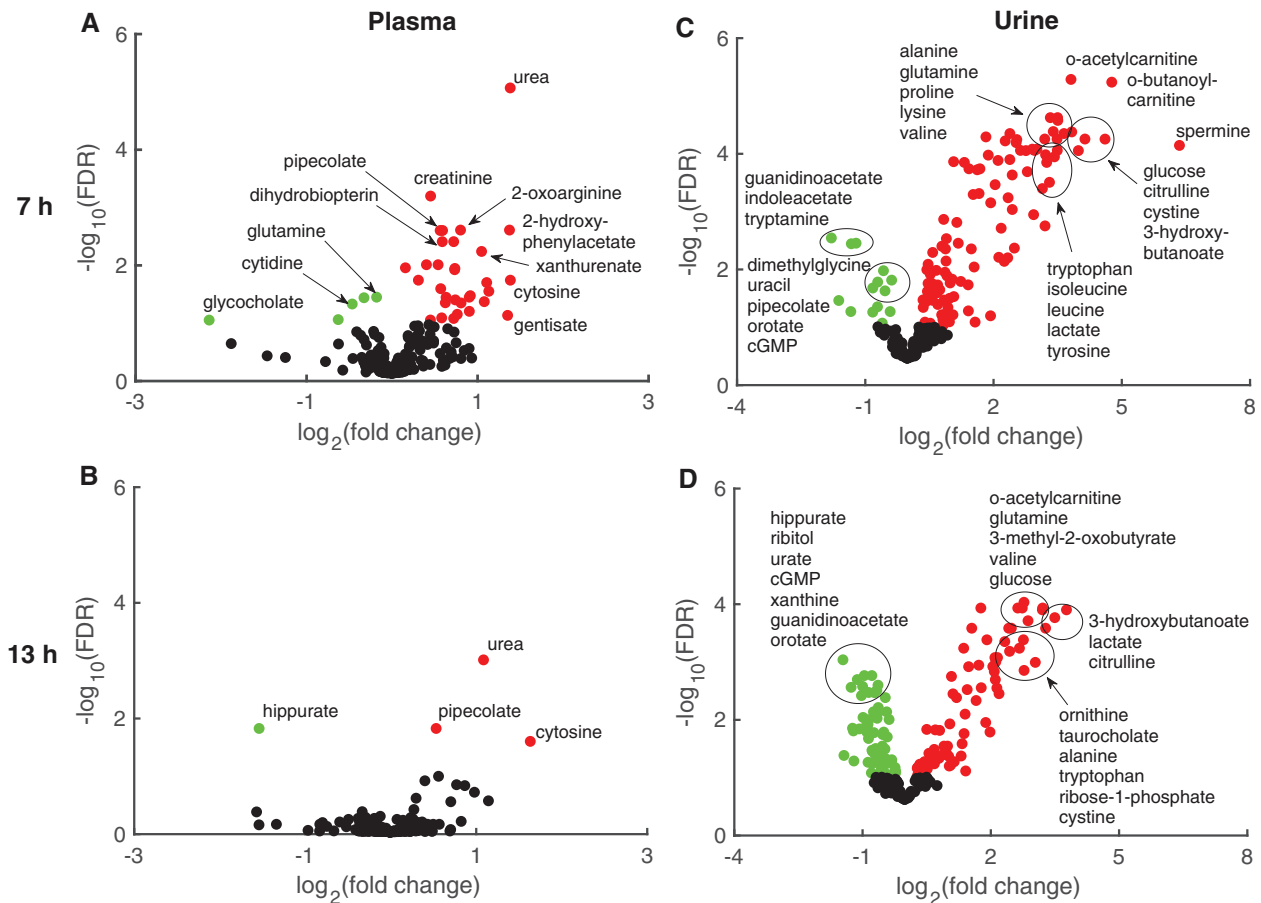 Plasma
Urine
7 h
13 h
A
6
4
2
0
-3
-1
1
3
-log10(FDR)
log2(fold change)
urea
pipecolate
creatinine
dihydrobiopterin
2-oxoarginine
glutamine
2-hydroxy-
phenylacetate
cytidine
xanthurenate
glycocholate
cytosine
gentisate
C
6
4
2
0
-4
-1
2
5
8
-log10(FDR)
log2(fold change)
alanine
glutamine
proline
lysine
valine
o-acetylcarnitine
o-butanoyl-
carnitine
spermine
guanidinoacetate
indoleacetate
tryptamine
glucose
citrulline
cystine
3-hydroxy-
butanoate
dimethylglycine
uracil
pipecolate
orotate
cGMP
tryptophan
isoleucine
leucine
lactate
tyrosine
B
6
4
2
0
-3
-1
1
3
-log10(FDR)
log2(fold change)
urea
hippurate
pipecolate
cytosine
D
6
4
2
0
-4
-1
2
5
8
-log10(FDR)
log2(fold change)
hippurate
ribitol
urate
cGMP
xanthine
guanidinoacetate
orotate
o-acetylcarnitine
glutamine
3-methyl-2-oxobutyrate
valine
glucose
3-hydroxybutanoate
lactate
citrulline
ornithine
taurocholate
alanine
tryptophan
ribose-1-phosphate
cystine